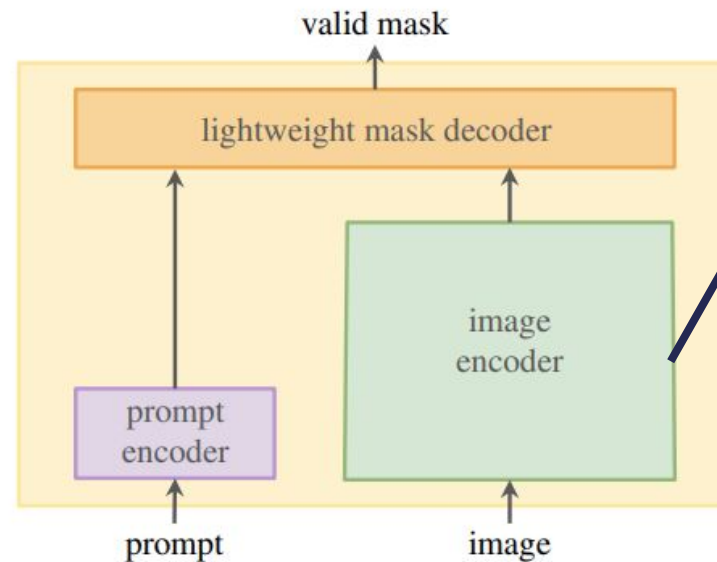 valid mask
lightweight mask decoder
image
encoder
prompt
encoder
prompt
image